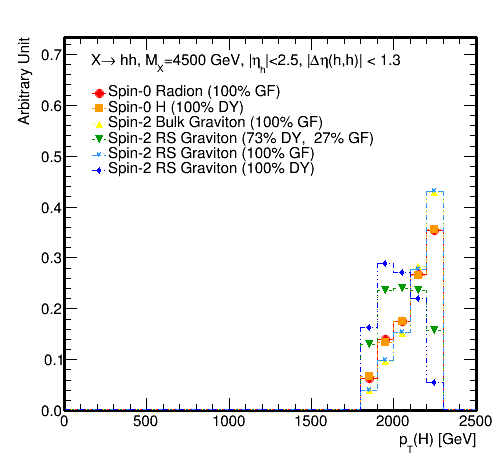 X→ hh, M_X=4500 GeV, |η_h|<2.5, |Δη(h,h)| < 1.3
Spin-0 Radion (100% GF)
Spin-0 H (100% DY)
Spin-2 Bulk Graviton (100% GF)
Spin-2 RS Graviton (73% DY, 27% GF)
Spin-2 RS Graviton (100% GF)
Spin-2 RS Graviton (100% DY)
Arbitrary Unit
0.7
0.6
0.5
0.4
0.3
0.2
0.1
0.0
0 500 1000 1500 2000 2500
p_T(H) [GeV]